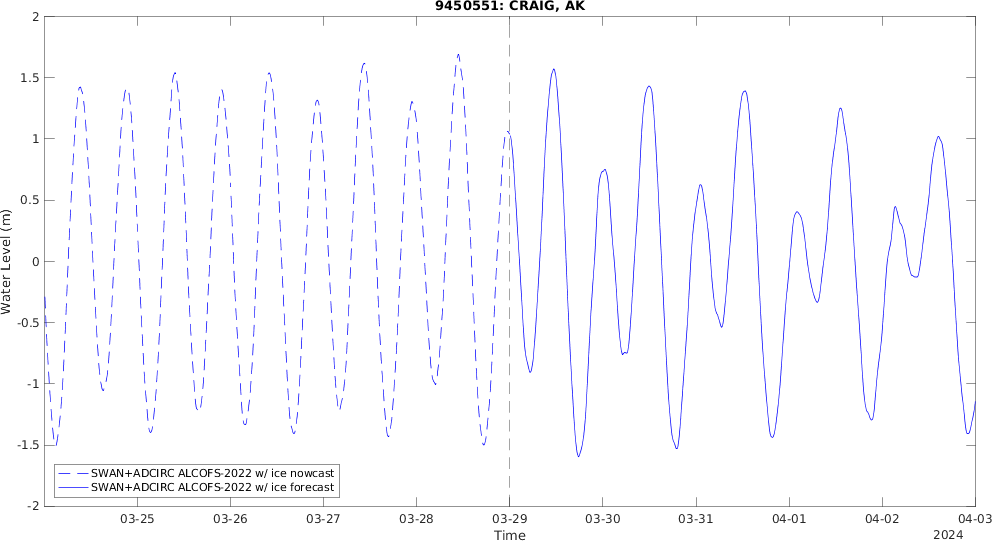 9450551: CRAIG, AK
2
1.5
1
0.5
0
-0.5
-1
-1.5
-2
Water Level (m)
SWAN+ADCIRC ALCOFS-2022 w/ ice nowcast
SWAN+ADCIRC ALCOFS-2022 w/ ice forecast
03-25 03-26 03-27 03-28 03-29 03-30 03-31 04-01 04-02 04-03
Time
2024